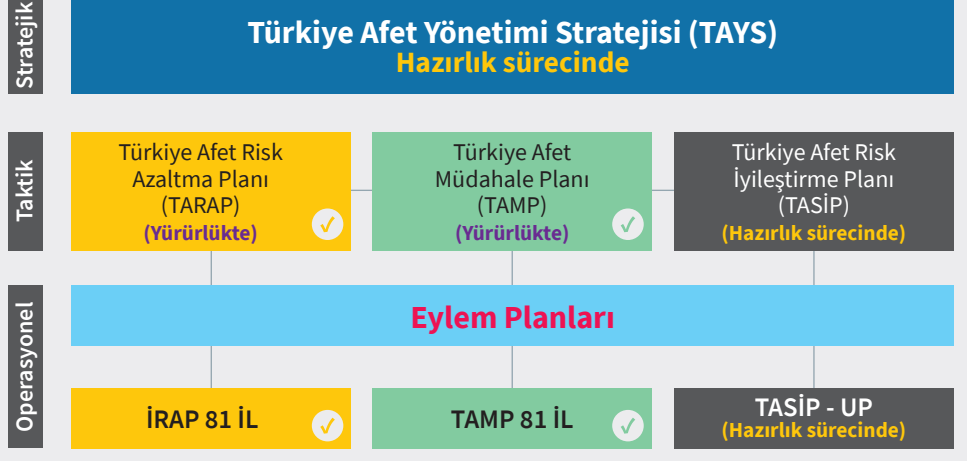 Stratejik
Türkiye Afet Yönetimi Stratejisi (TAYS)
Hazırlık sürecinde
Taktik
Türkiye Afet Risk
Azaltma Planı
(TARAP)
(Yürürlükte)
Türkiye Afet
Müdahale Planı
(TAMP)
(Yürürlükte)
Türkiye Afet Risk
İyileştirme Planı
(TASİP)
(Hazırlık sürecinde)
Operasyonel
Eylem Planları
İRAP 81 İL
TAMP 81 İL
TASİP - UP
(Hazırlık sürecinde)